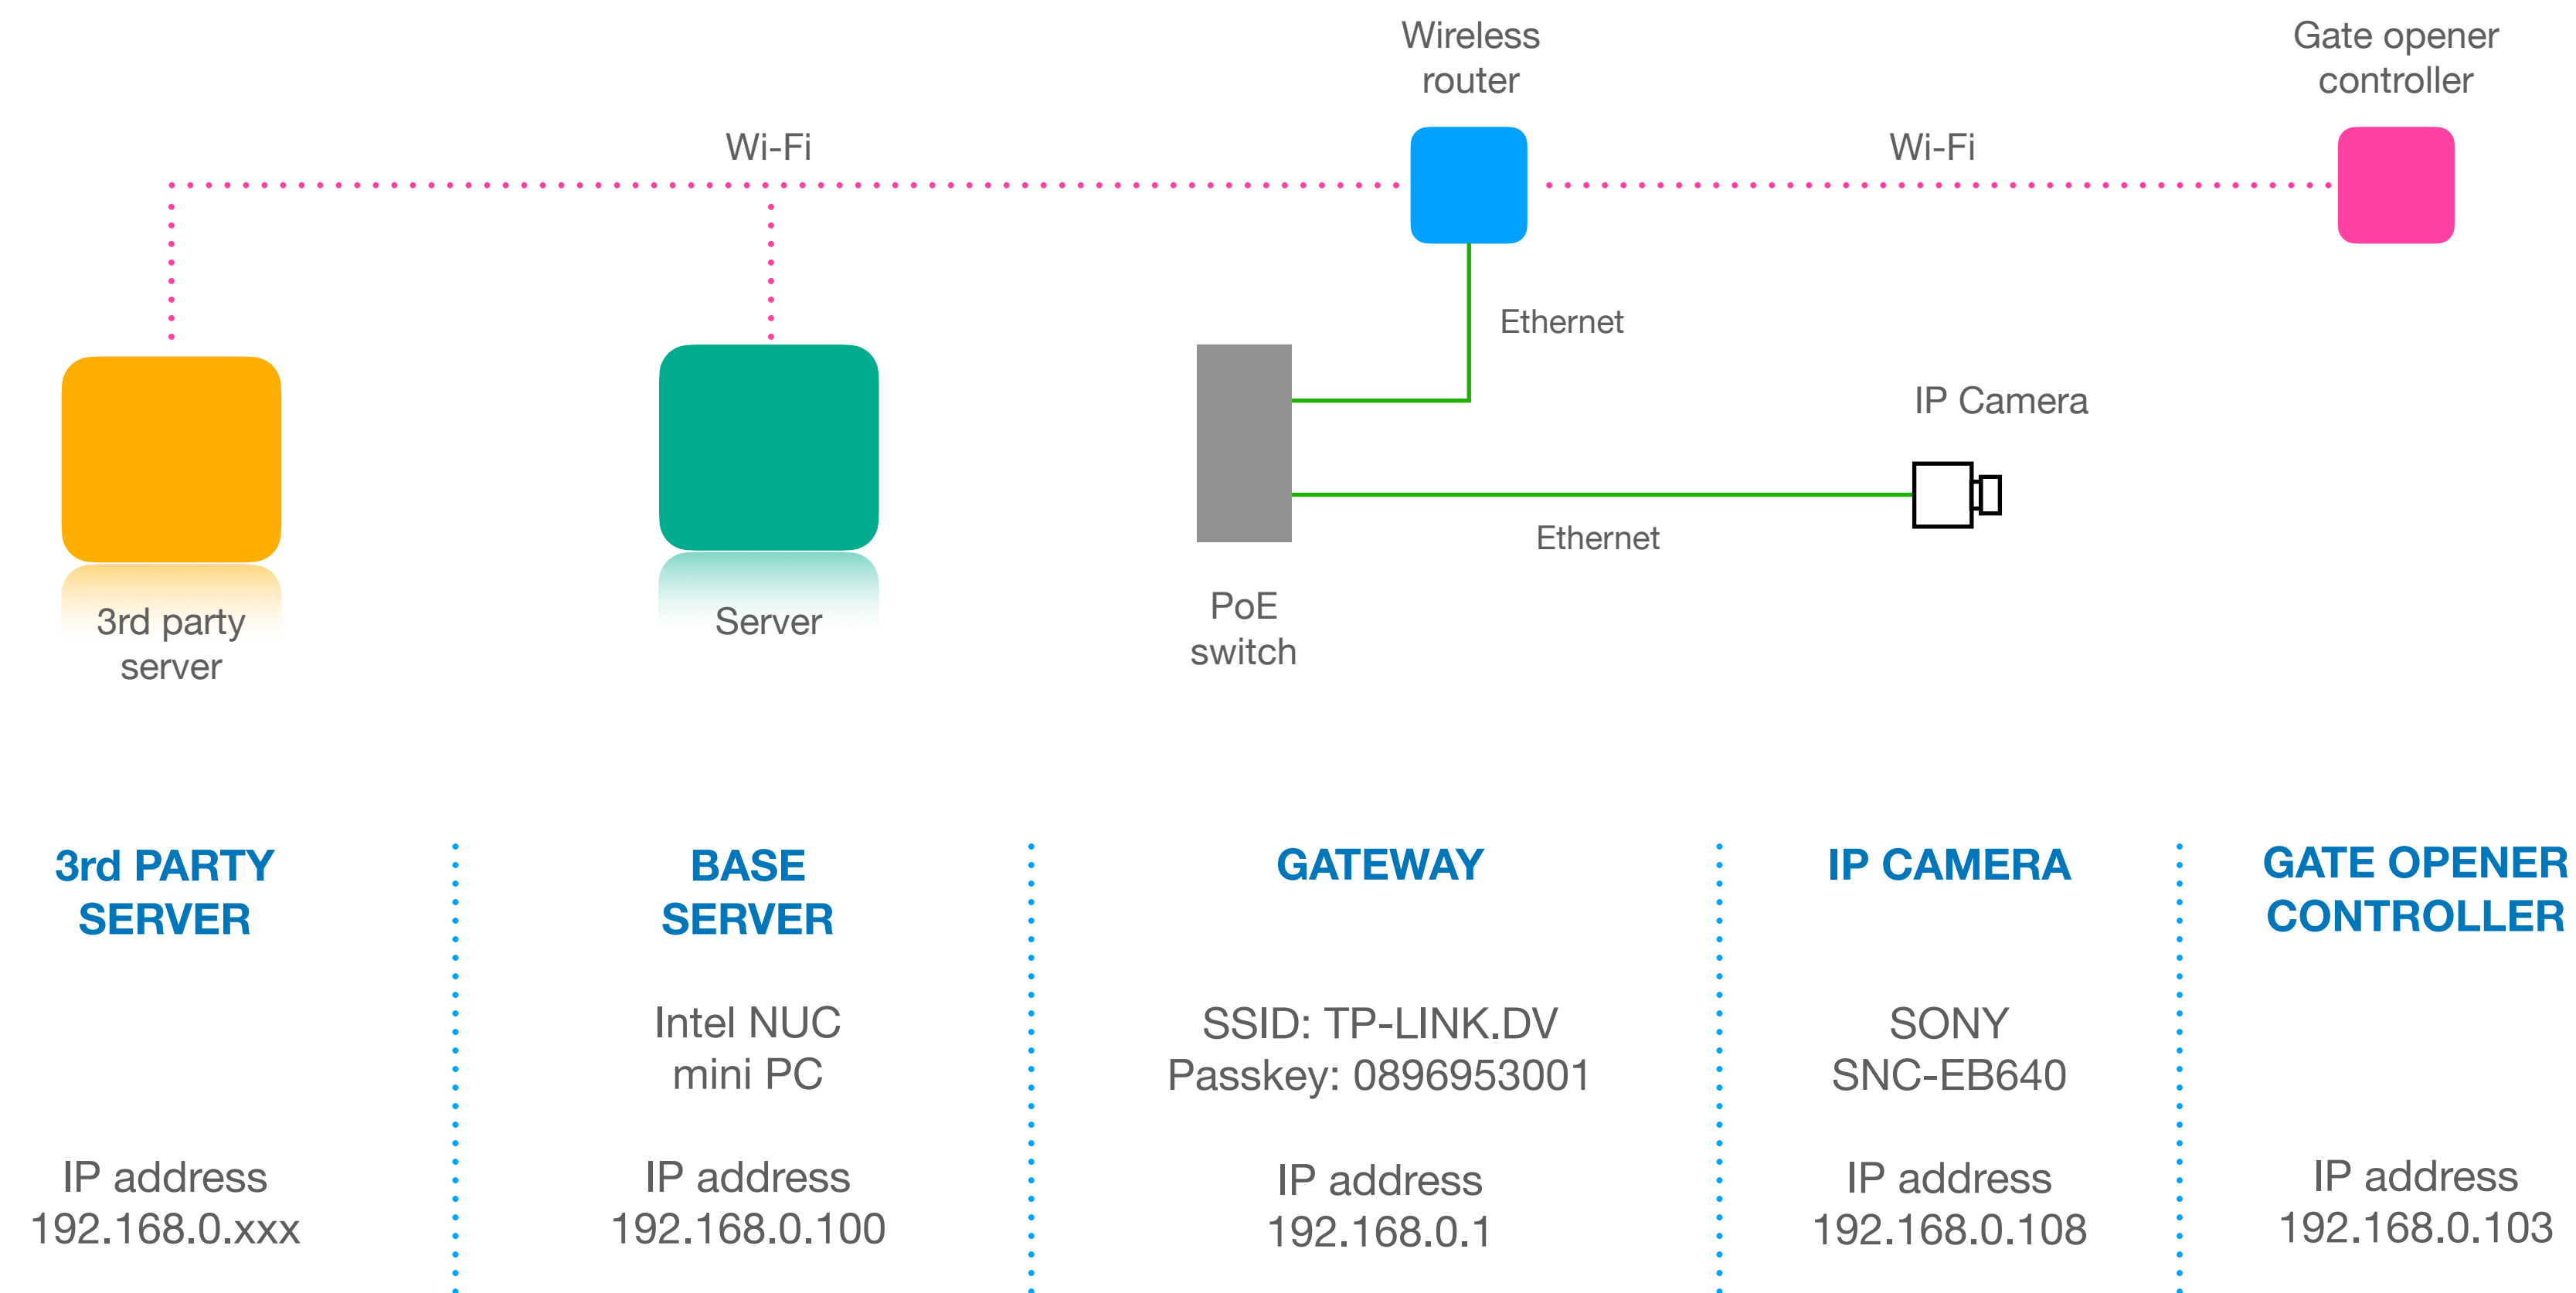 Wireless
router
Gate opener
controller
Wi-Fi
Wi-Fi
Ethernet
IP Camera
Ethernet
3rd party
server
Server
PoE
switch
3rd PARTY
SERVER
IP address
192.168.0.xxx
BASE
SERVER
Intel NUC
mini PC
IP address
192.168.0.100
GATEWAY
SSID: TP-LINK.DV
Passkey: 0896953001
IP address
192.168.0.1
IP CAMERA
SONY
SNC-EB640
IP address
192.168.0.108
GATE OPENER
CONTROLLER
IP address
192.168.0.103